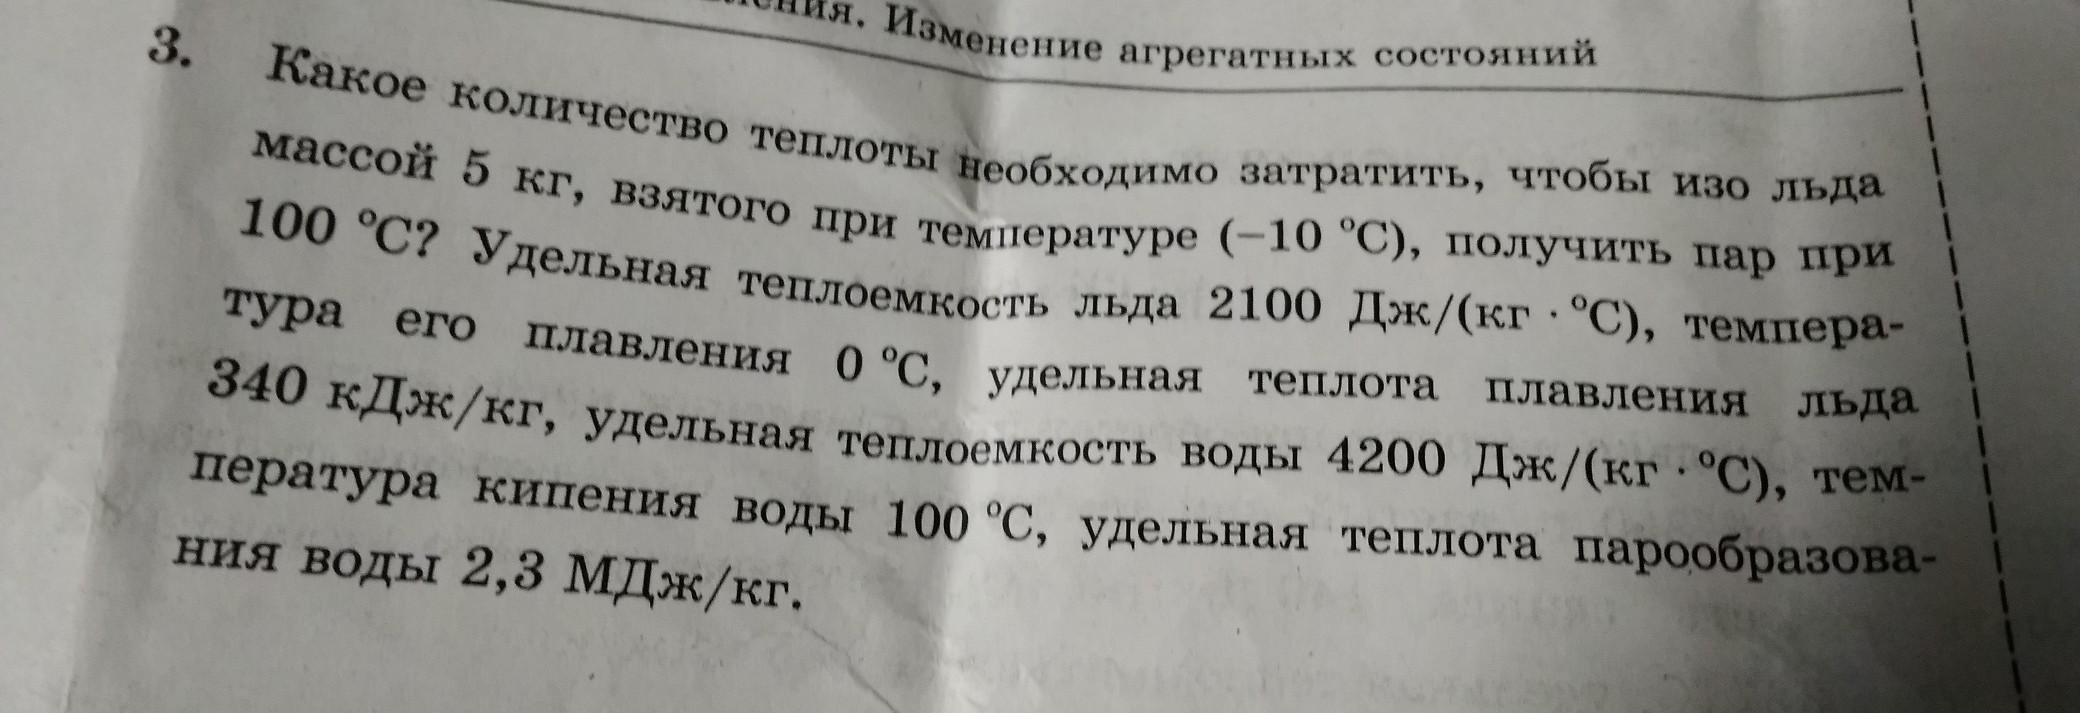 Изменение агрегатных состояний
3. Какое количество теплоты необходимо затратить, чтобы изо льда
массой 5 кг, взятого при температуре (−10 °С), получить пар при
100 °С? Удельная теплоемкость льда 2100 Дж/(кг · °С), темпера-
тура его плавления 0 °С, удельная теплота плавления льда
340 кДж/кг, удельная теплоемкость воды 4200 Дж/(кг · °С), тем-
пература кипения воды 100 °С, удельная теплота парообразова-
ния воды 2,3 МДж/кг.